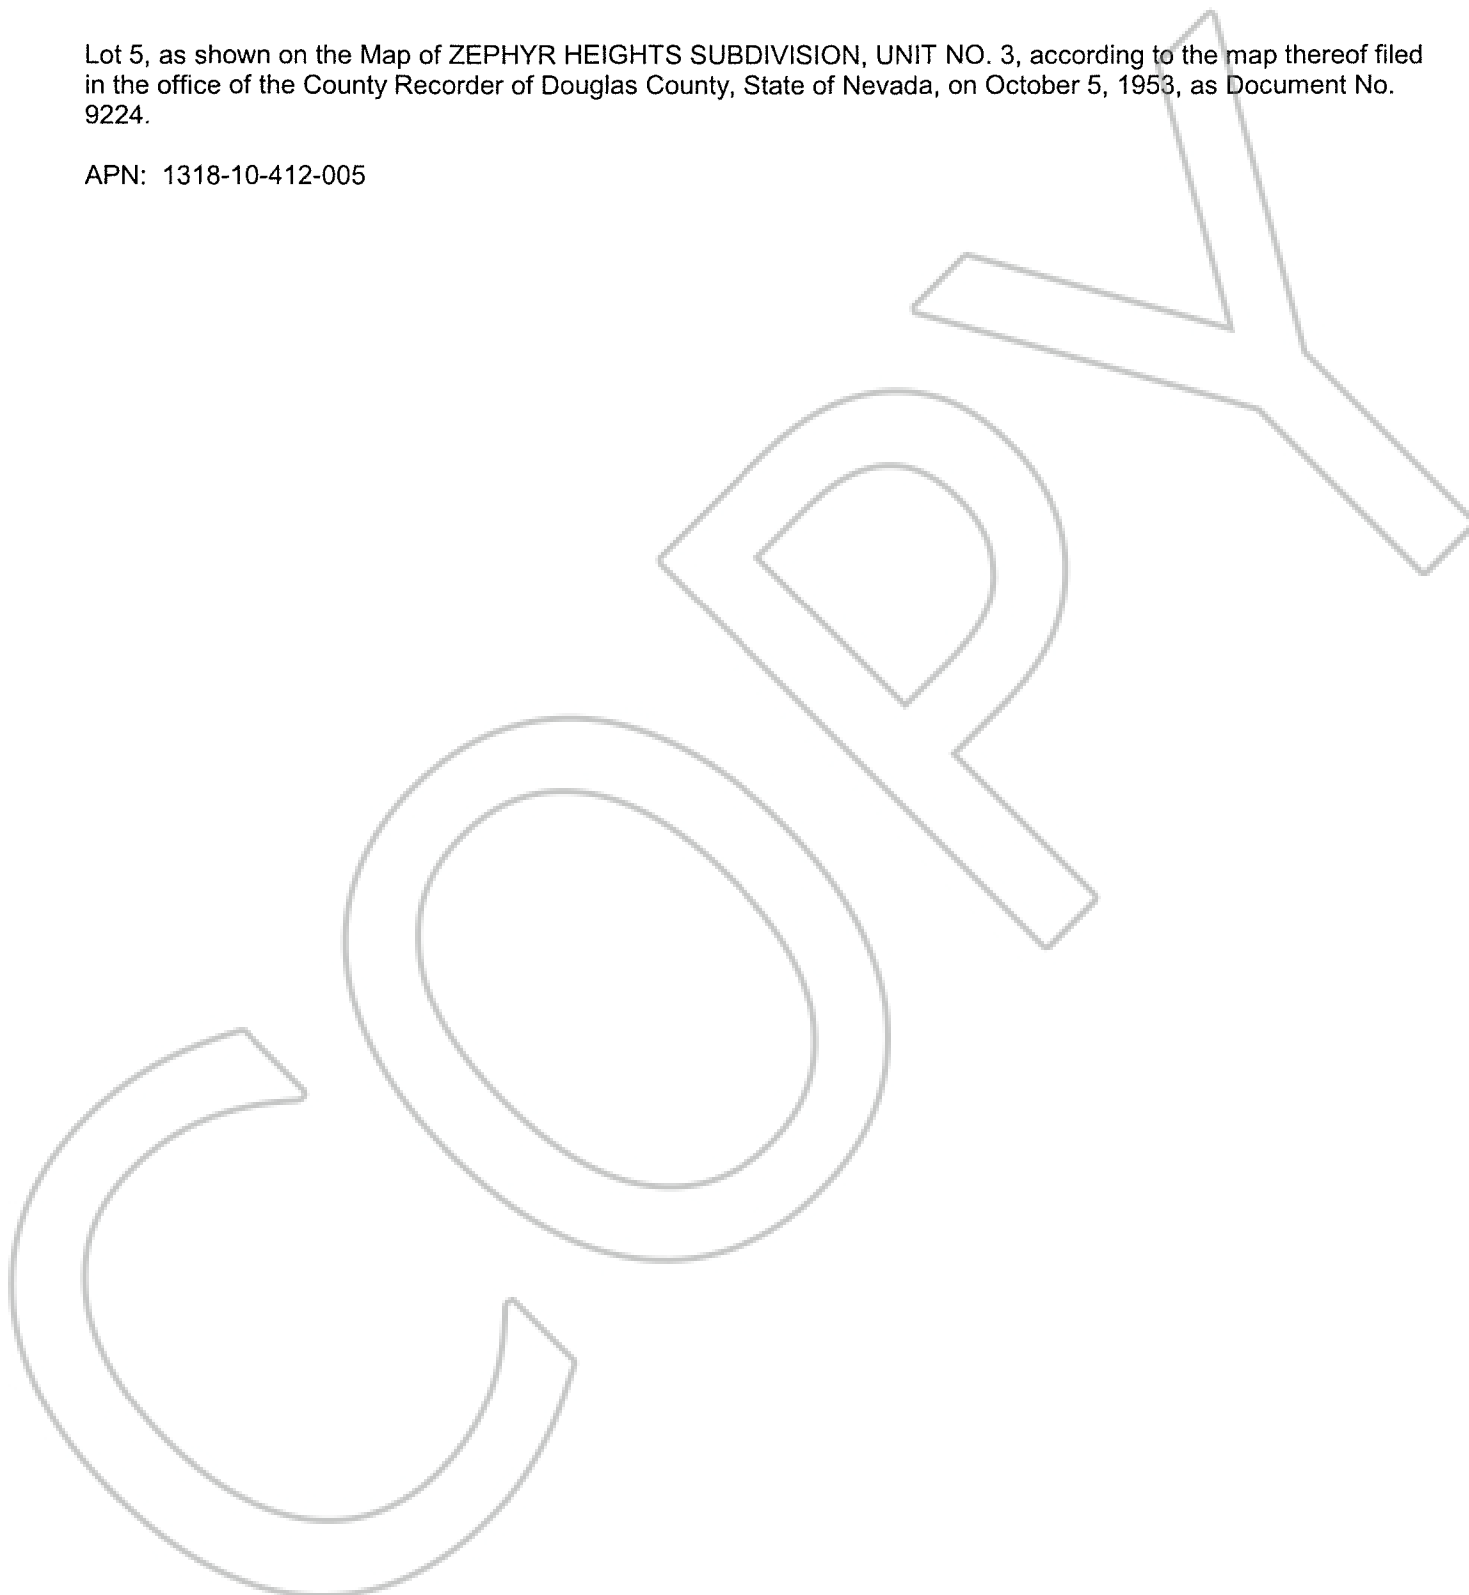 Lot 5, as shown on the Map of ZEPHYR HEIGHTS SUBDIVISION, UNIT NO. 3, according to the map thereof filed
in the office of the County Recorder of Douglas County, State of Nevada, on October 5, 1953, as Document No.
9224.
APN: 1318-10-412-005
COPY